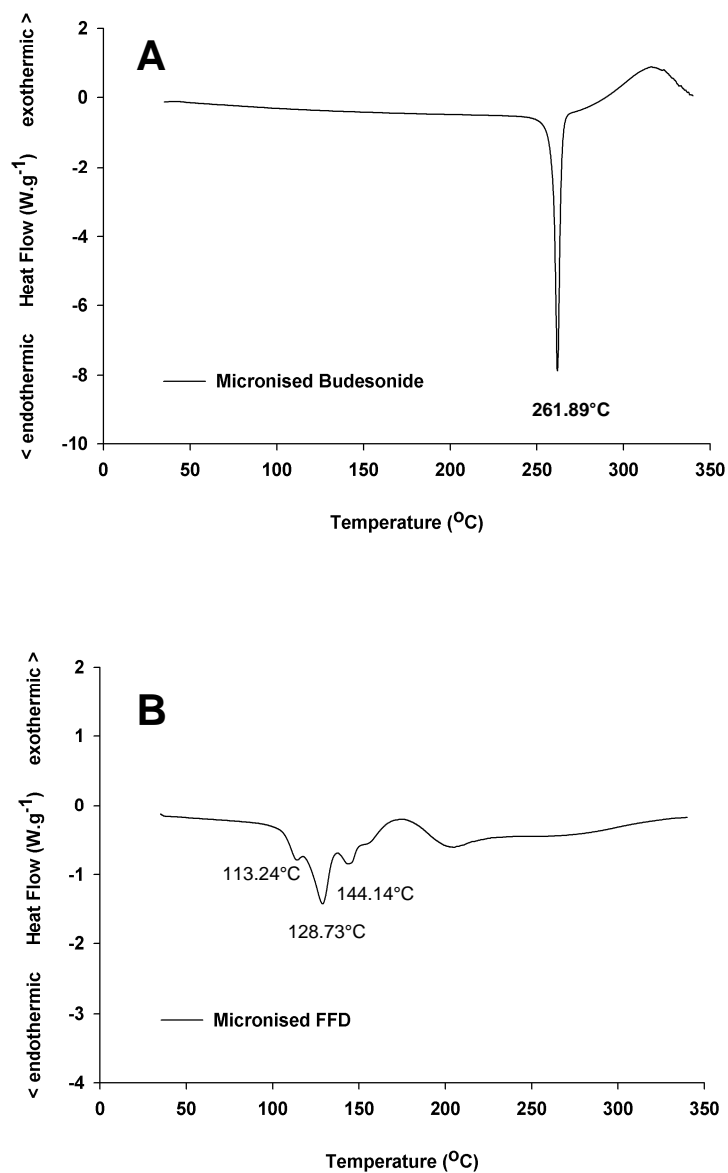 A
exothermic >
Heat Flow (W.g-1)
< endothermic
2
0
-2
-4
-6
-8
-10
Micronised Budesonide
261.89°C
0 50 100 150 200 250 300 350
Temperature (OC)
B
exothermic >
Heat Flow (W.g-1)
< endothermic
2
1
0
-1
-2
-3
-4
113.24°C
144.14°C
128.73°C
Micronised FFD
0 50 100 150 200 250 300 350
Temperature (OC)